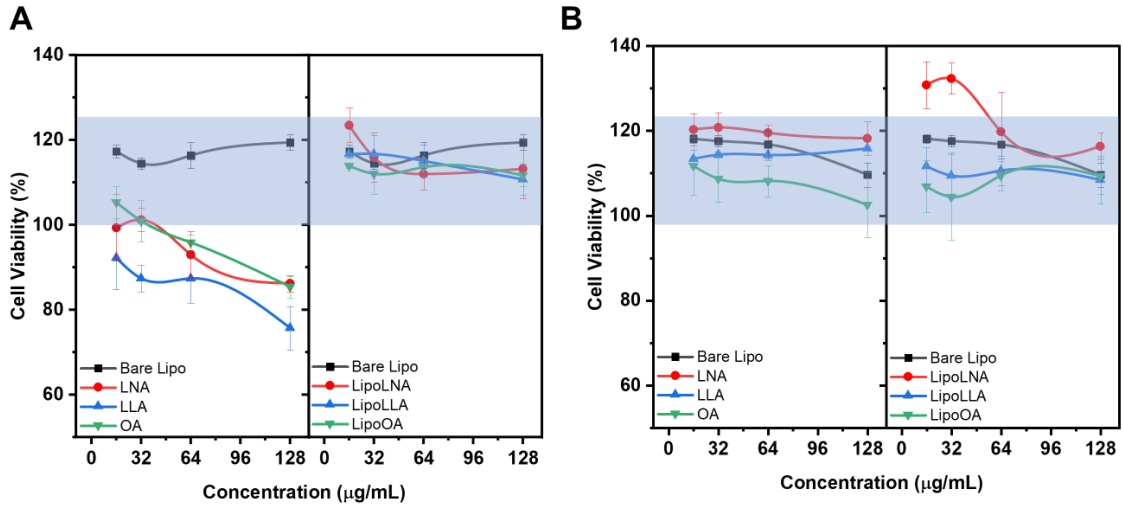 A
Cell Viability (%)
140
120
100
80
60
Bare Lipo
LNA
LLA
OA
Bare Lipo
LipoLNA
LipoLLA
LipoOA
0 32 64 96 128
0 32 64 96 128
Concentration (μg/mL)
B
Cell Viability (%)
140
120
100
80
60
Bare Lipo
LNA
LLA
OA
Bare Lipo
LipoLNA
LipoLLA
LipoOA
0 32 64 96 128
0 32 64 96 128
Concentration (μg/mL)